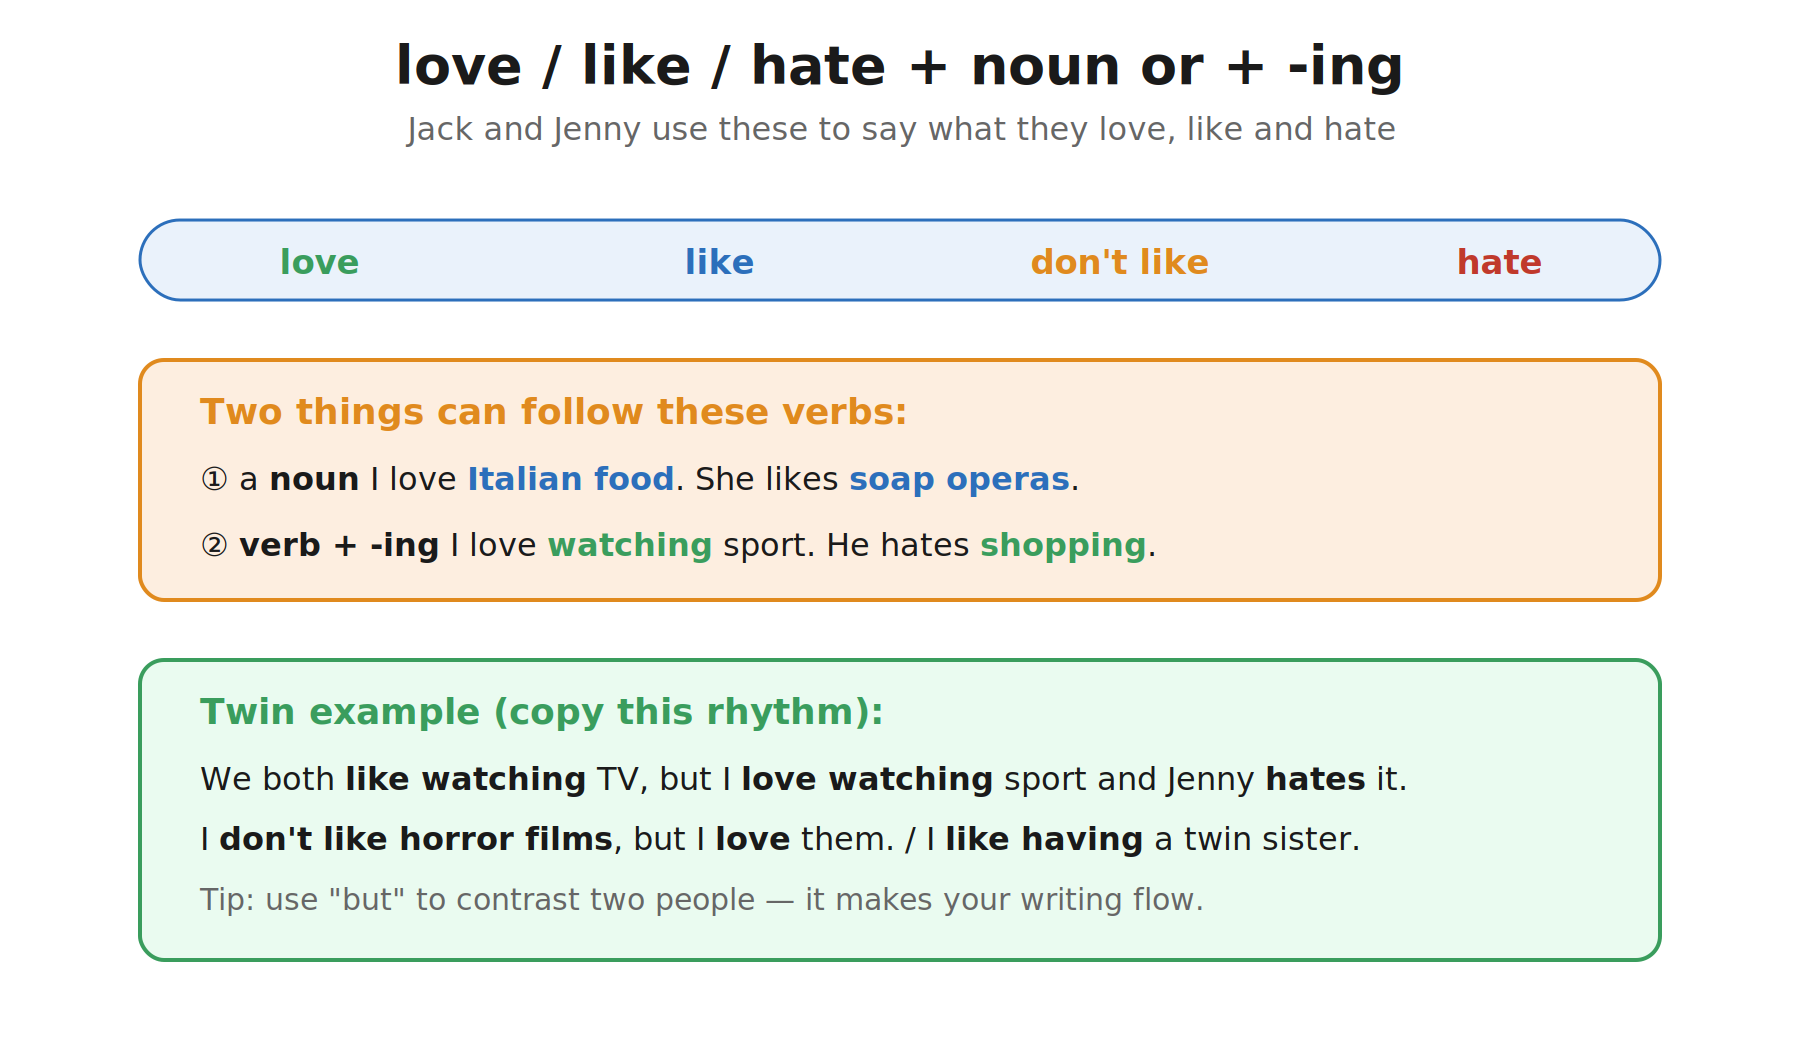 love / like / hate + noun or + -ing
Jack and Jenny use these to say what they love, like and hate
love like don't like hate
Two things can follow these verbs:
① a noun I love Italian food. She likes soap operas.
② verb + -ing I love watching sport. He hates shopping.
Twin example (copy this rhythm):
We both like watching TV, but I love watching sport and Jenny hates it.
I don't like horror films, but I love them. / I like having a twin sister.
Tip: use "but" to contrast two people — it makes your writing flow.